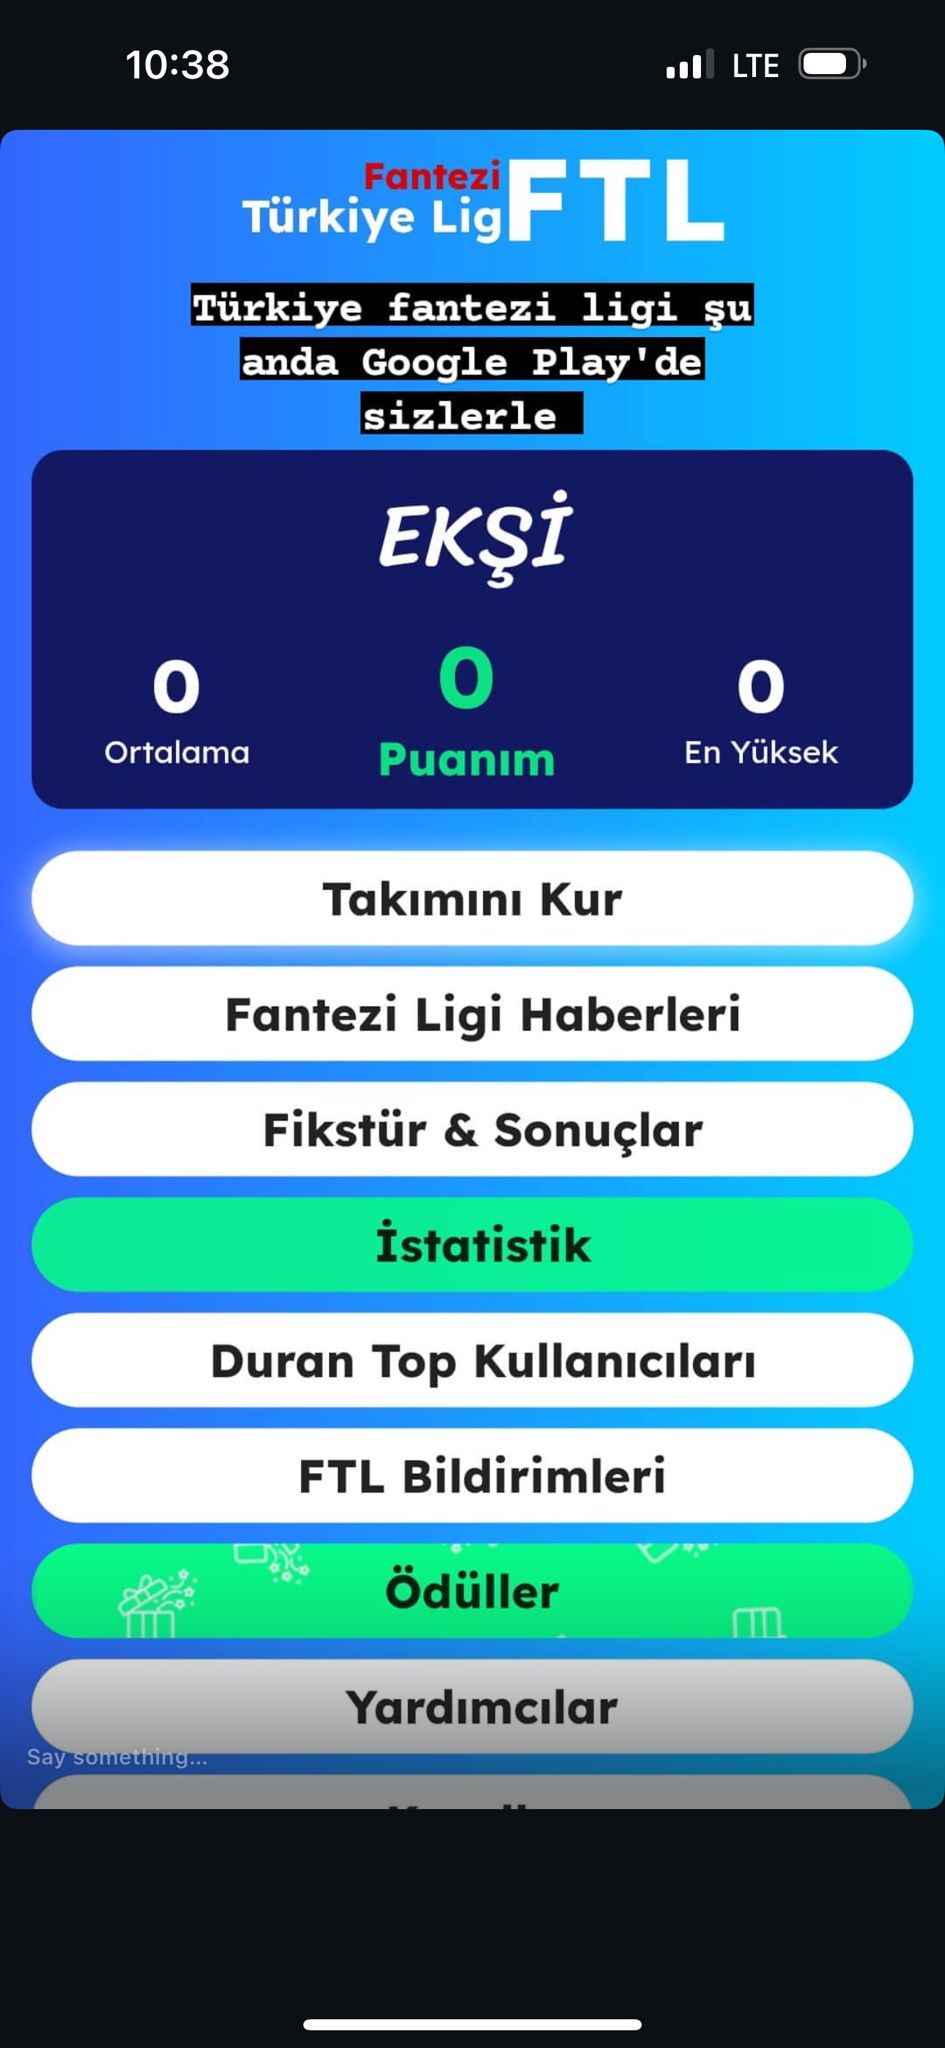 10:38
LTE
Fantezi
Türkiye Lig
FTL
Türkiye fantezi ligi şu
anda Google Play'de
sizlerle
EKŞİ
0
0
0
Ortalama
Puanım
En Yüksek
Takımını Kur
Fantezi Ligi Haberleri
Fikstür & Sonuçlar
İstatistik
Duran Top Kullanıcıları
FTL Bildirimleri
Ödüller
Yardımcılar
Say something...